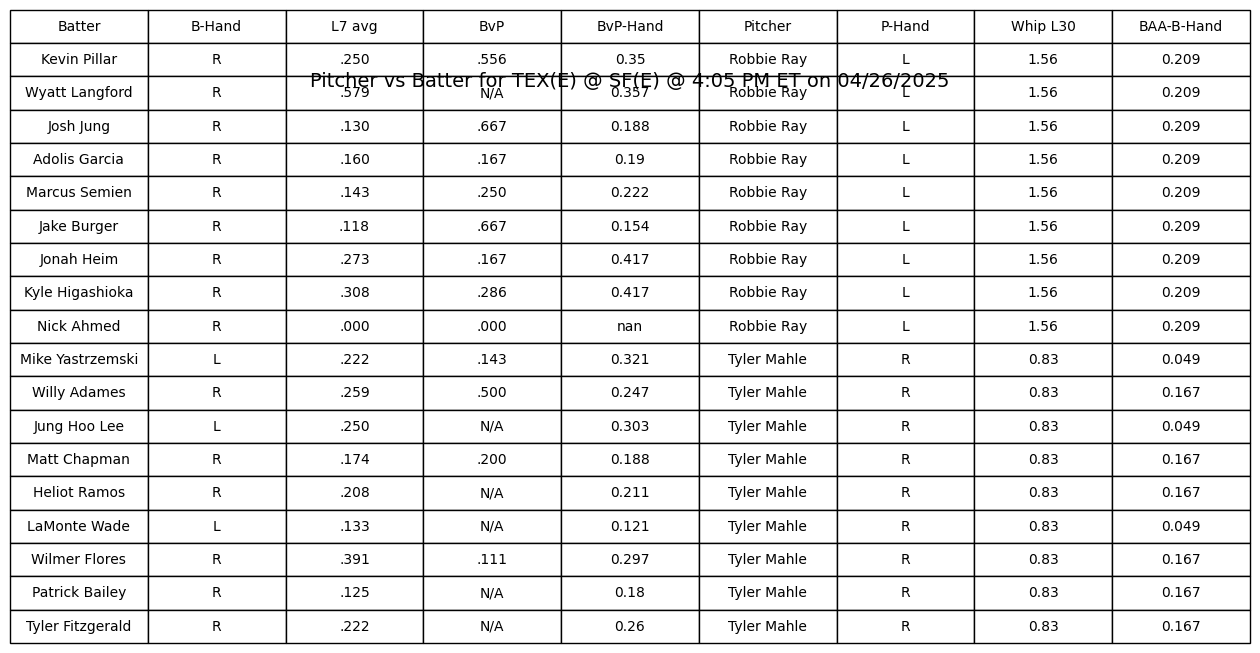 Batter B-Hand L7 avg BvP BvP-Hand Pitcher P-Hand Whip L30 BAA-B-Hand
Kevin Pillar R .250 .556 0.35 Robbie Ray L 1.56 0.209
Pitcher vs Batter for TEX(E) @ SF(E) @ 4:05 PM ET on 04/26/2025
Wyatt Langford R .579 N/A 0.357 Robbie Ray L 1.56 0.209
Josh Jung R .130 .667 0.188 Robbie Ray L 1.56 0.209
Adolis Garcia R .160 .167 0.19 Robbie Ray L 1.56 0.209
Marcus Semien R .143 .250 0.222 Robbie Ray L 1.56 0.209
Jake Burger R .118 .667 0.154 Robbie Ray L 1.56 0.209
Jonah Heim R .273 .167 0.417 Robbie Ray L 1.56 0.209
Kyle Higashioka R .308 .286 0.417 Robbie Ray L 1.56 0.209
Nick Ahmed R .000 .000 nan Robbie Ray L 1.56 0.209
Mike Yastrzemski L .222 .143 0.321 Tyler Mahle R 0.83 0.049
Willy Adames R .259 .500 0.247 Tyler Mahle R 0.83 0.167
Jung Hoo Lee L .250 N/A 0.303 Tyler Mahle R 0.83 0.049
Matt Chapman R .174 .200 0.188 Tyler Mahle R 0.83 0.167
Heliot Ramos R .208 N/A 0.211 Tyler Mahle R 0.83 0.167
LaMonte Wade L .133 N/A 0.121 Tyler Mahle R 0.83 0.049
Wilmer Flores R .391 .111 0.297 Tyler Mahle R 0.83 0.167
Patrick Bailey R .125 N/A 0.18 Tyler Mahle R 0.83 0.167
Tyler Fitzgerald R .222 N/A 0.26 Tyler Mahle R 0.83 0.167